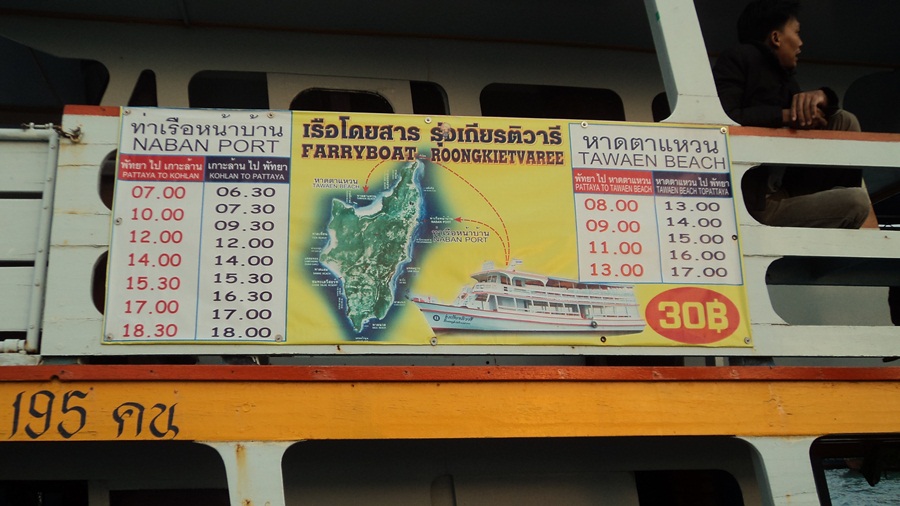 ท่าเรือหน้าบ้าน
NABAN PORT
พัทยา ไป เกาะล้าน
PATTAYA TO KOHLAN
07.00
10.00
12.00
14.00
15.30
17.00
18.30
เกาะล้าน ไป พัทยา
KOHLAN TO PATTAYA
06.30
07.30
09.30
12.00
14.00
15.30
16.30
17.00
18.00
เรือโดยสาร รุ่งเกียรติวารี
FARRYBOAT ROONGKIETVAREE
หาดตาแหวน
TAWAEN BEACH
ท่าเรือหน้าบ้าน
NABAN PORT
หาดตาแหวน
TAWAEN BEACH
พัทยา ไป หาดตาแหวน
PATTAYA TO TAWAEN BEACH
08.00
09.00
11.00
13.00
หาดตาแหวน ไป พัทยา
TAWAEN BEACH TOPATTAYA
13.00
14.00
15.00
16.00
17.00
30฿
195 คน